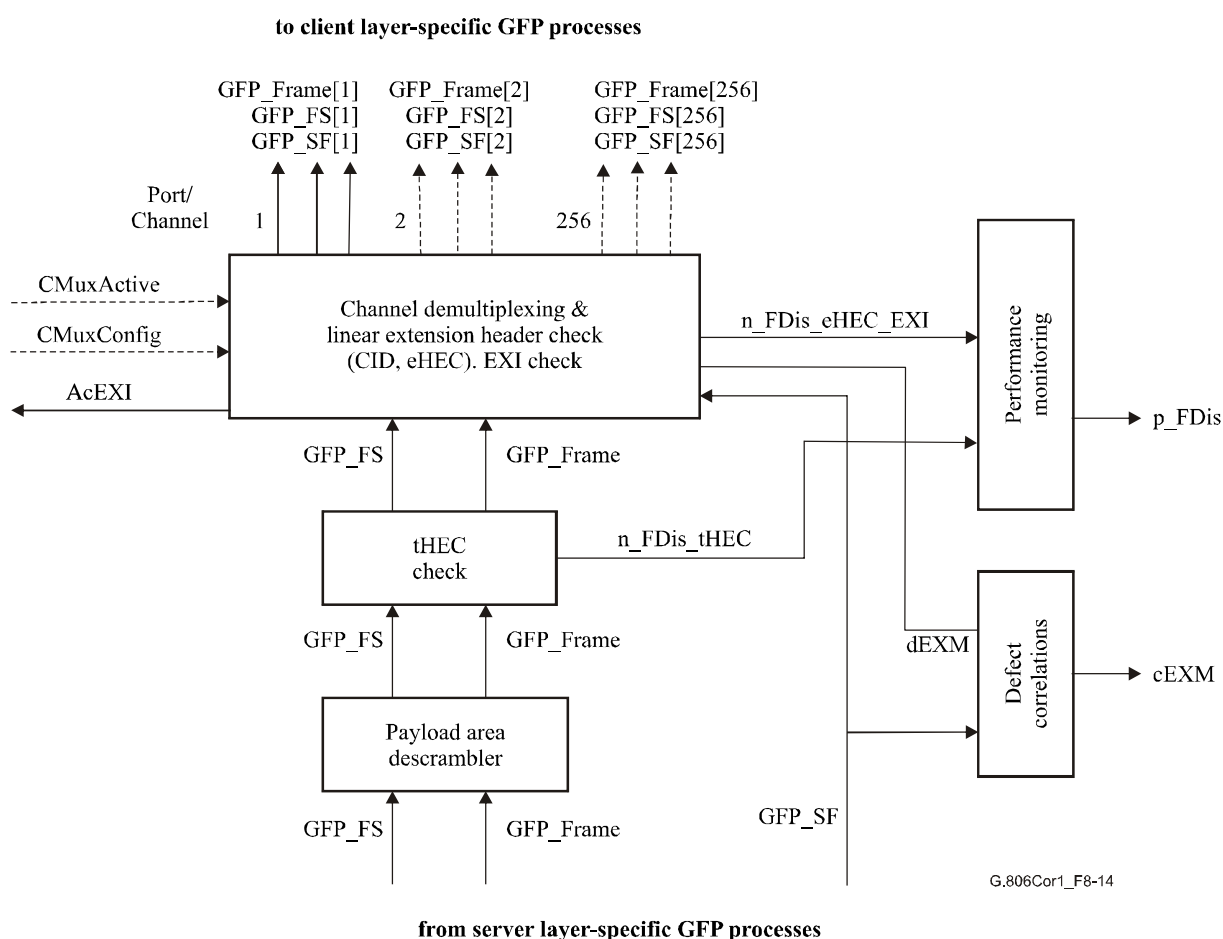 to client layer-specific GFP processes
GFP_Frame[1]
GFP_FS[1]
GFP_SF[1]
GFP_Frame[2]
GFP_FS[2]
GFP_SF[2]
GFP_Frame[256]
GFP_FS[256]
GFP_SF[256]
Port/
Channel
1
2
256
CMuxActive
CMuxConfig
AcEXI
Channel demultiplexing &
linear extension header check
(CID, eHEC). EXI check
n_FDis_eHEC_EXI
Performance
monitoring
p_FDis
GFP_FS
GFP_Frame
tHEC
check
n_FDis_tHEC
GFP_FS
GFP_Frame
dEXM
Defect
correlations
cEXM
Payload area
descrambler
GFP_FS
GFP_Frame
GFP_SF
G.806Cor1_F8-14
from server layer-specific GFP processes